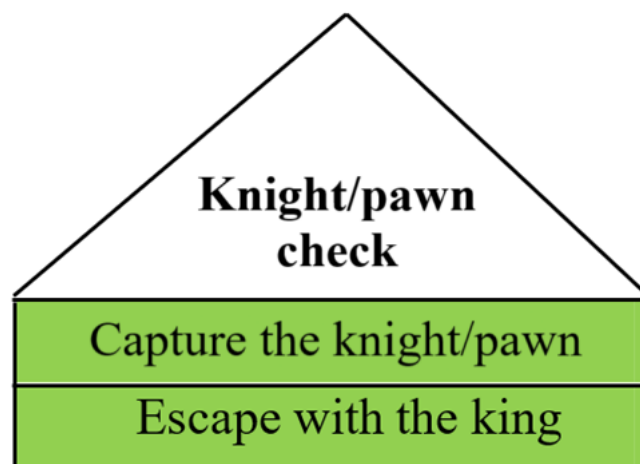 Knight/pawn
check
Capture the knight/pawn
Escape with the king